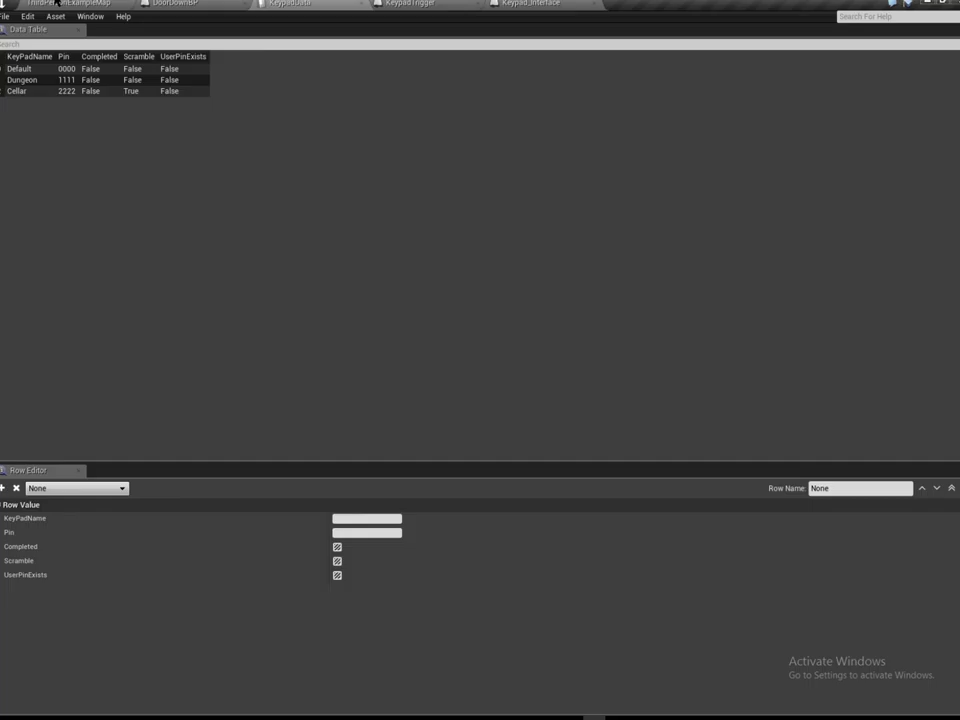 ThirdPersonExampleMap DoorDownBP KeypadData KeypadTrigger Keypad_Interface
File Edit Asset Window Help Search For Help
Data Table
Search
KeyPadName Pin Completed Scramble UserPinExists
Default 0000 False False False
Dungeon 1111 False False False
Cellar 2222 False True False
Row Editor
None Row Name: None
Row Value
KeyPadName
Pin
Completed
Scramble
UserPinExists
Activate Windows
Go to Settings to activate Windows.